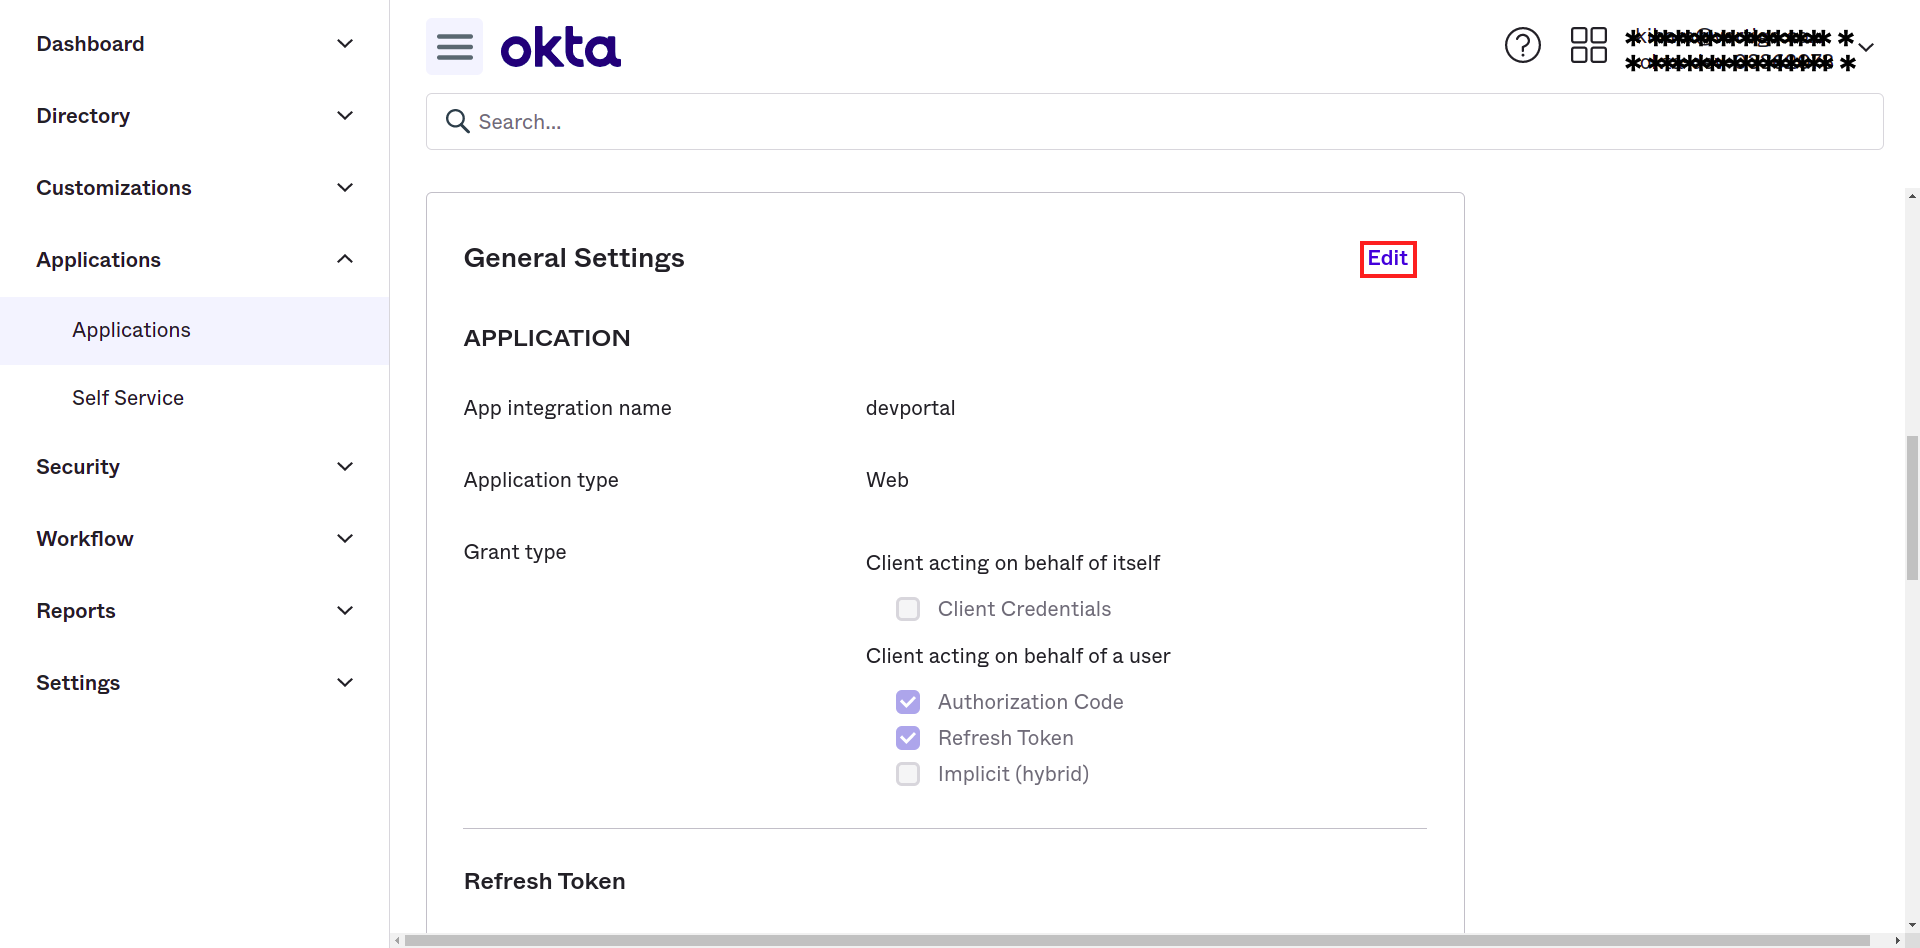 Dashboard
Directory
Customizations
Applications
Applications
Self Service
Security
Workflow
Reports
Settings
okta
Search...
General Settings
Edit
APPLICATION
App integration name
devportal
Application type
Web
Grant type
Client acting on behalf of itself
Client Credentials
Client acting on behalf of a user
Authorization Code
Refresh Token
Implicit (hybrid)
Refresh Token